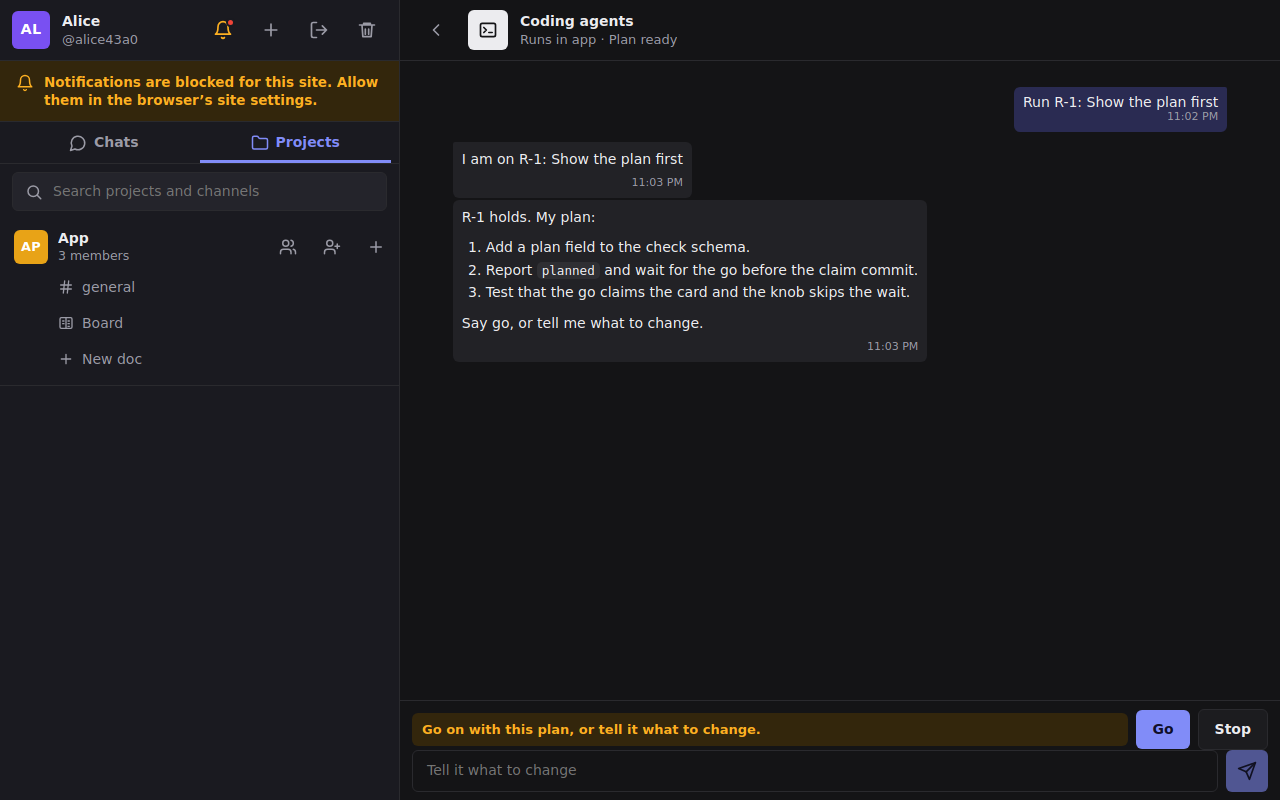 AL
Alice
@alice43a0
Notifications are blocked for this site. Allow
them in the browser’s site settings.
Chats
Projects
Search projects and channels
AP
App
3 members
general
Board
New doc
Coding agents
Runs in app · Plan ready
Run R-1: Show the plan first
11:02 PM
I am on R-1: Show the plan first
11:03 PM
R-1 holds. My plan:
1. Add a plan field to the check schema.
2. Report planned and wait for the go before the claim commit.
3. Test that the go claims the card and the knob skips the wait.
Say go, or tell me what to change.
11:03 PM
Go on with this plan, or tell it what to change.
Go
Stop
Tell it what to change